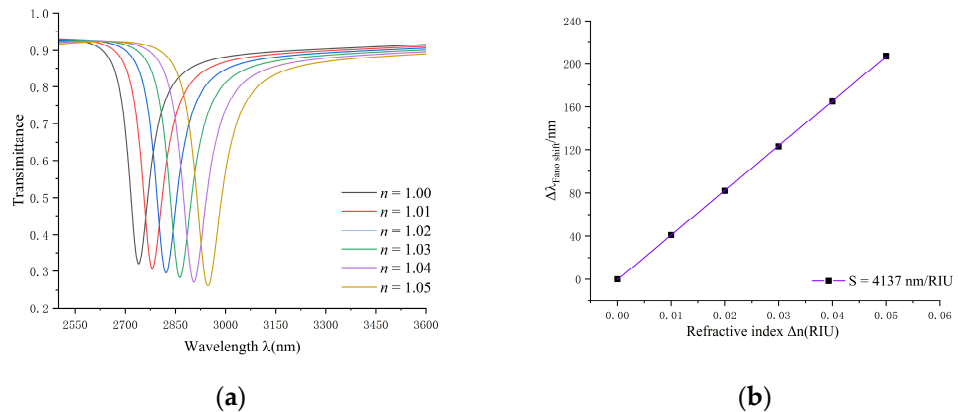 1.0
0.9
0.8
0.7
0.6
0.5
0.4
0.3
0.2
Transmittance
n = 1.00
n = 1.01
n = 1.02
n = 1.03
n = 1.04
n = 1.05
2550 2700 2850 3000 3150 3300 3450 3600
Wavelength λ(nm)
(a)
240
200
160
120
80
40
0
Δλ_Fano shift/nm
S = 4137 nm/RIU
0.00 0.01 0.02 0.03 0.04 0.05 0.06
Refractive index Δn(RIU)
(b)